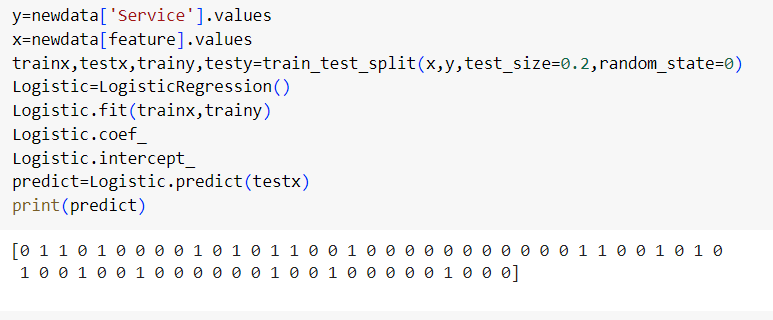 y=newdata['Service'].values
x=newdata[feature].values
trainx,testx,trainy,testy=train_test_split(x,y,test_size=0.2,random_state=0)
Logistic=LogisticRegression()
Logistic.fit(trainx,trainy)
Logistic.coef_
Logistic.intercept_
predict=Logistic.predict(testx)
print(predict)
[0 1 1 0 1 0 0 0 0 1 0 1 0 1 1 0 0 1 0 0 0 0 0 0 0 0 0 0 0 1 1 0 0 1 0 1 0
1 0 0 1 0 0 1 0 0 0 0 0 0 1 0 0 1 0 0 0 0 0 1 0 0 0]